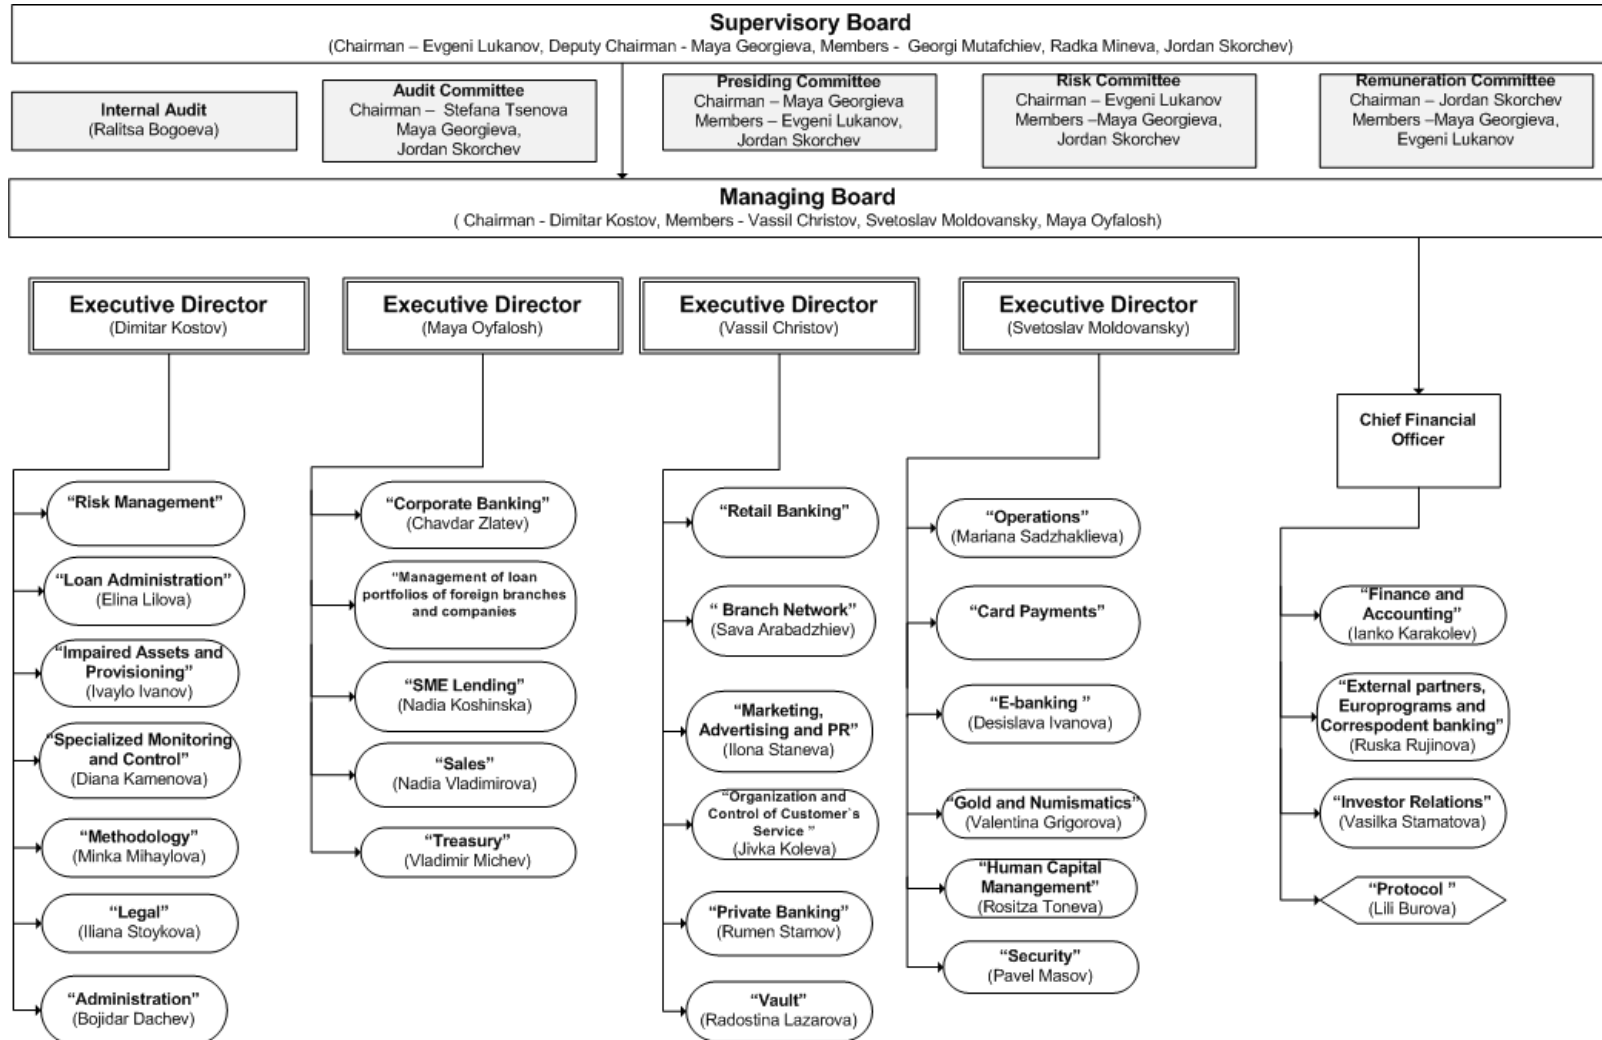 Supervisory Board
(Chairman – Evgeni Lukanov, Deputy Chairman - Maya Georgieva, Members - Georgi Mutafchiev, Radka Mineva, Jordan Skorchev)
Internal Audit
(Ralitsa Bogoeva)
Audit Committee
Chairman – Stefana Tsenova
Maya Georgieva,
Jordan Skorchev
Presiding Committee
Chairman – Maya Georgieva
Members – Evgeni Lukanov,
Jordan Skorchev
Risk Committee
Chairman – Evgeni Lukanov
Members –Maya Georgieva,
Jordan Skorchev
Remuneration Committee
Chairman – Jordan Skorchev
Members –Maya Georgieva,
Evgeni Lukanov
Managing Board
( Chairman - Dimitar Kostov, Members - Vassil Christov, Svetoslav Moldovansky, Maya Oyfalosh)
Executive Director
(Dimitar Kostov)
Executive Director
(Maya Oyfalosh)
Executive Director
(Vassil Christov)
Executive Director
(Svetoslav Moldovansky)
Chief Financial
Officer
“Risk Management”
“Loan Administration”
(Elina Lilova)
“Impaired Assets and
Provisioning”
(Ivaylo Ivanov)
“Specialized Monitoring
and Control”
(Diana Kamenova)
“Methodology”
(Minka Mihaylova)
“Legal”
(Iliana Stoykova)
“Administration”
(Bojidar Dachev)
“Corporate Banking”
(Chavdar Zlatev)
“Management of loan
portfolios of foreign branches
and companies
“SME Lending”
(Nadia Koshinska)
“Sales”
(Nadia Vladimirova)
“Treasury”
(Vladimir Michev)
“Retail Banking”
“ Branch Network”
(Sava Arabadzhiev)
“Marketing,
Advertising and PR”
(Ilona Staneva)
“Organization and
Control of Customer`s
Service ”
(Jivka Koleva)
“Private Banking”
(Rumen Stamov)
“Vault”
(Radostina Lazarova)
“Operations”
(Mariana Sadzhaklieva)
“Card Payments”
“E-banking ”
(Desislava Ivanova)
“Gold and Numismatics”
(Valentina Grigorova)
“Human Capital
Manangement”
(Rositza Toneva)
“Security”
(Pavel Masov)
“Finance and
Accounting”
(Ianko Karakolev)
“External partners,
Europrograms and
Correspodent banking”
(Ruska Rujinova)
“Investor Relations”
(Vasilka Stamatova)
“Protocol ”
(Lili Burova)